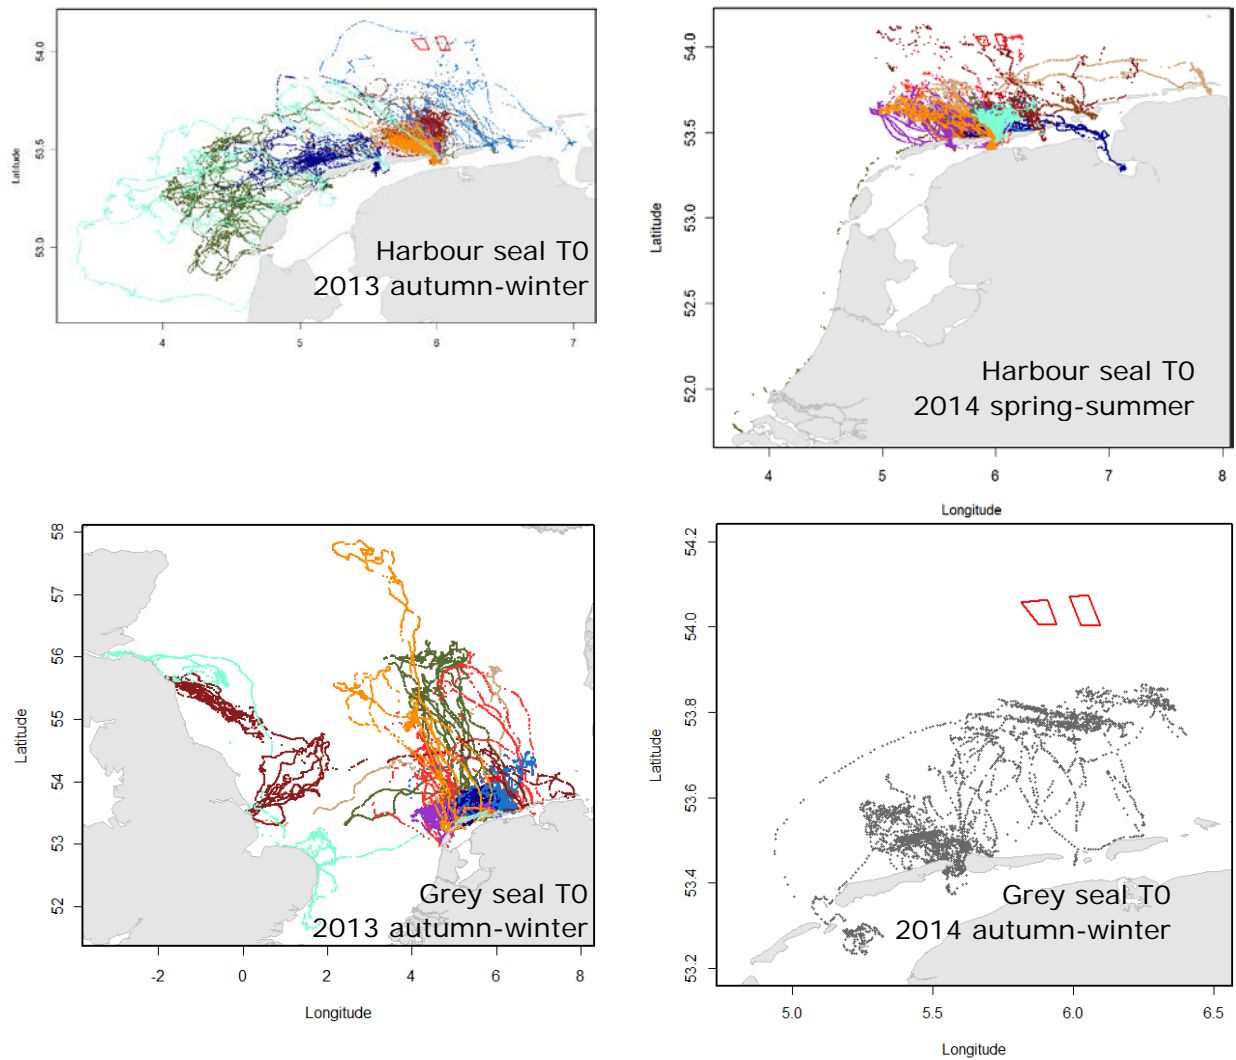 54.0
53.5
53.0
Latitude
Harbour seal T0
2013 autumn-winter
4
5
6
7
54.0
53.5
53.0
52.5
52.0
Latitude
Harbour seal T0
2014 spring-summer
4
5
6
7
8
Longitude
58
57
56
55
54
53
52
Latitude
Grey seal T0
2013 autumn-winter
-2
0
2
4
6
8
Longitude
54.2
54.0
53.8
53.6
53.4
53.2
Latitude
Grey seal T0
2014 autumn-winter
5.0
5.5
6.0
6.5
Longitude